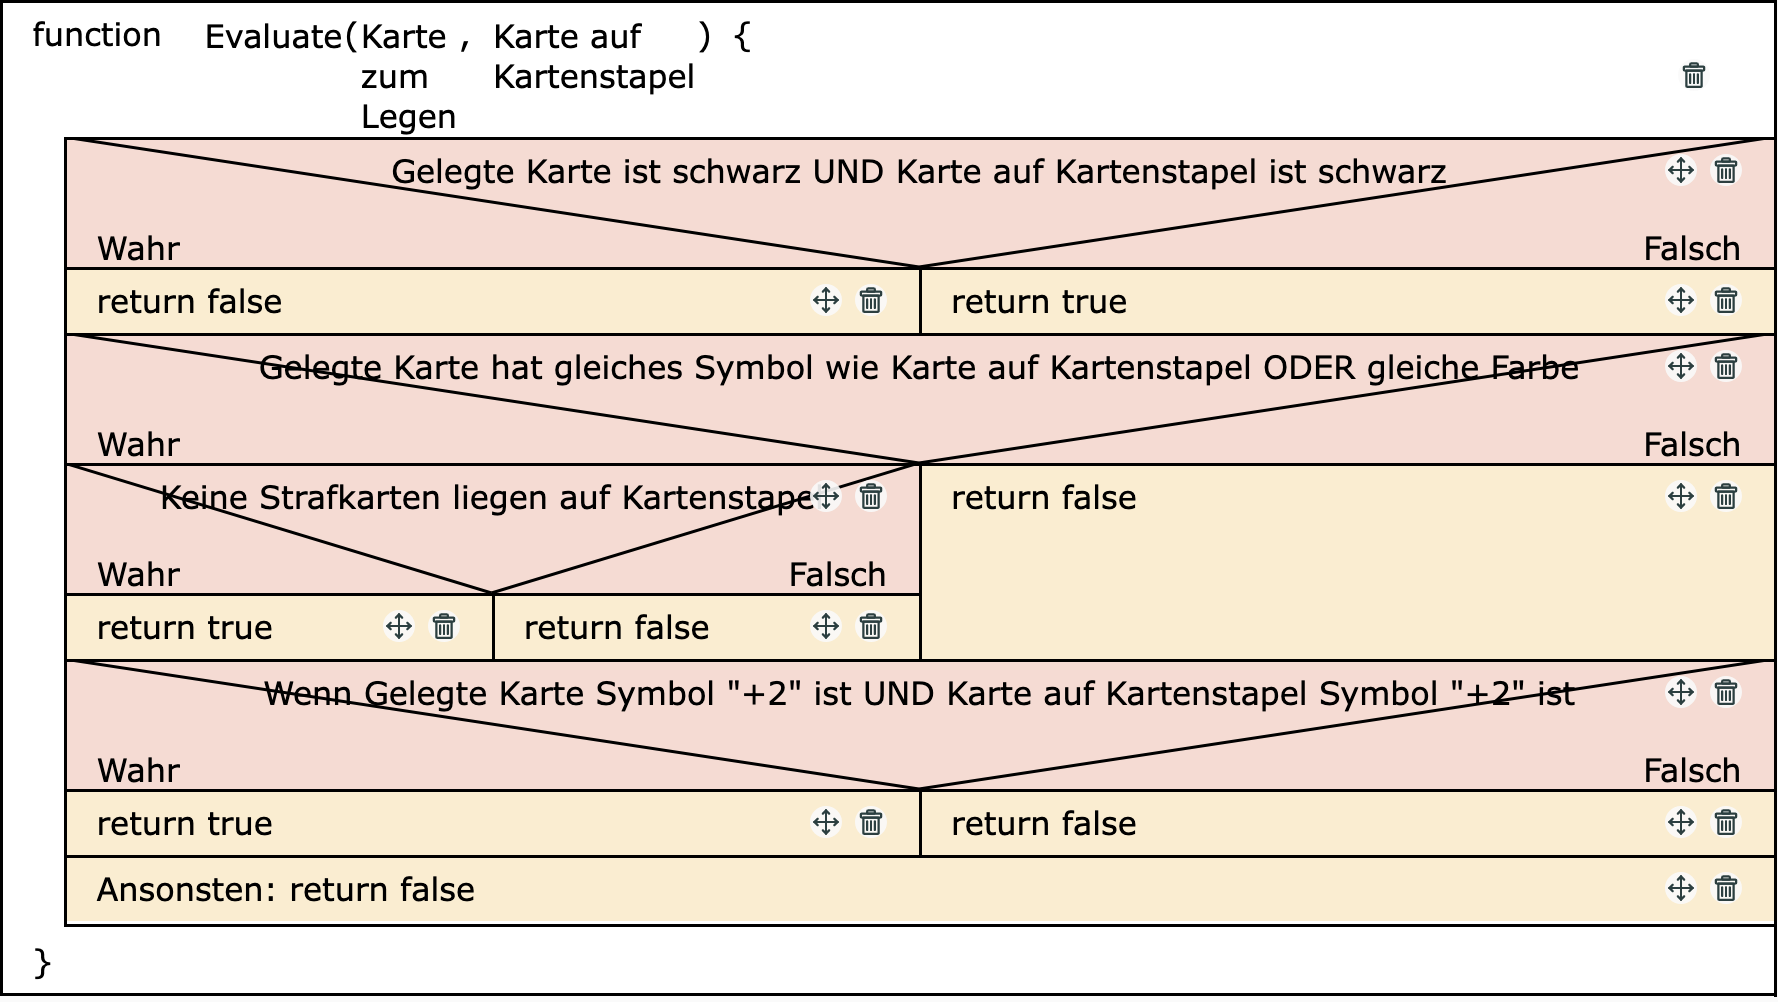 function Evaluate(Karte , Karte auf ) {
zum Kartenstapel
Legen
Gelegte Karte ist schwarz UND Karte auf Kartenstapel ist schwarz
Wahr Falsch
return false return true
Gelegte Karte hat gleiches Symbol wie Karte auf Kartenstapel ODER gleiche Farbe
Wahr Falsch
Keine Strafkarten liegen auf Kartenstape return false
Wahr Falsch
return true return false
Wenn Gelegte Karte Symbol "+2" ist UND Karte auf Kartenstapel Symbol "+2" ist
Wahr Falsch
return true return false
Ansonsten: return false
}